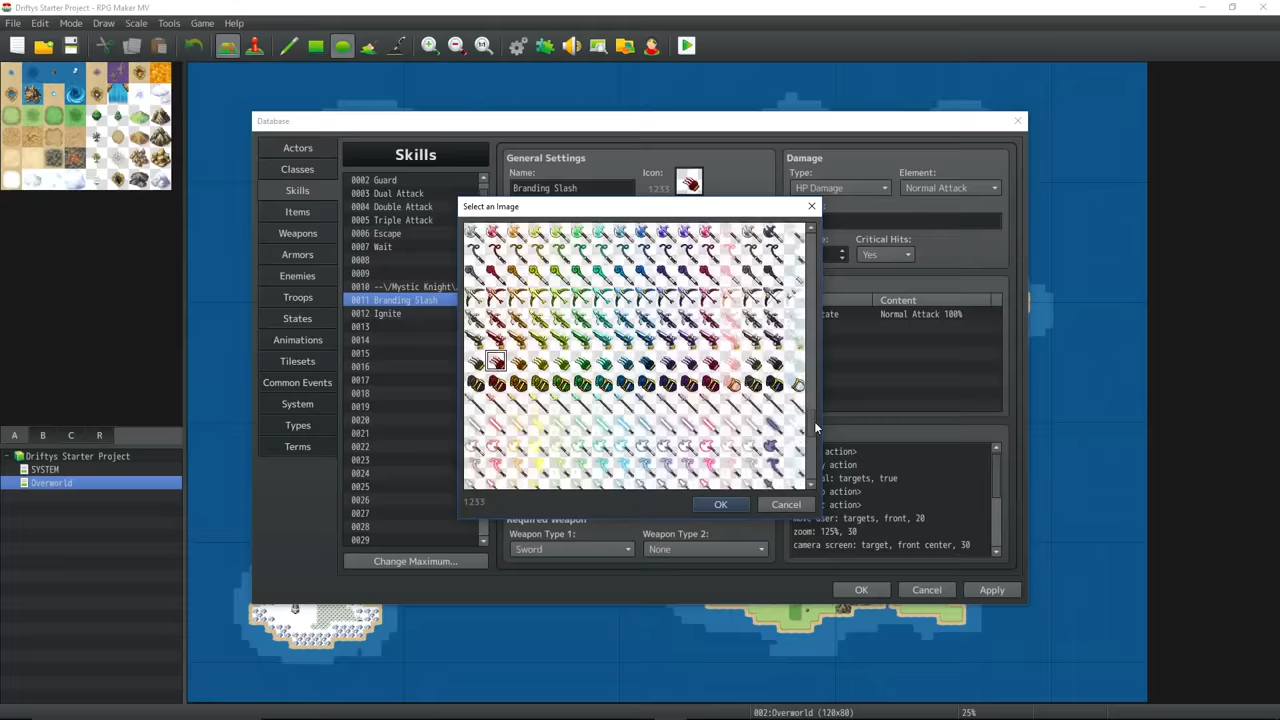 Driftys Starter Project - RPG Maker MV
File Edit Mode Draw Scale Tools Game Help
Database
Actors
Classes
Skills
Items
Weapons
Armors
Enemies
Troops
States
Animations
Tilesets
Common Events
System
Types
Terms
Skills
0002 Guard
0003 Dual Attack
0004 Double Attack
0005 Triple Attack
0006 Escape
0007 Wait
0008
0009
0010 --\/Mystic Knight\
0011 Branding Slash
0012 Ignite
0013
0014
0015
0016
0017
0018
0019
0020
0021
0022
0023
0024
0025
0026
0027
0028
0029
Change Maximum...
General Settings
Name:
Icon:
Branding Slash
1233
Damage
Type:
Element:
HP Damage
Normal Attack
Critical Hits:
Yes
Content
Normal Attack 100%
Select an Image
1233
OK
Cancel
Required Weapon
Weapon Type 1:
Weapon Type 2:
Sword
None
action>
action
targets, true
action>
action>
move user: targets, front, 20
zoom: 125%, 30
camera screen: target, front center, 30
OK
Cancel
Apply
A B C R
Driftys Starter Project
SYSTEM
Overworld
002:Overworld (120x80)
25%